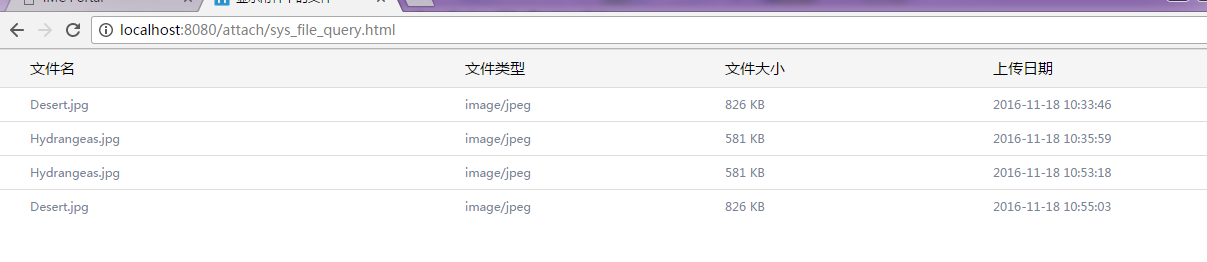 localhost:8080/attach/sys_file_query.html
文件名 文件类型 文件大小 上传日期
Desert.jpg image/jpeg 826 KB 2016-11-18 10:33:46
Hydrangeas.jpg image/jpeg 581 KB 2016-11-18 10:35:59
Hydrangeas.jpg image/jpeg 581 KB 2016-11-18 10:53:18
Desert.jpg image/jpeg 826 KB 2016-11-18 10:55:03